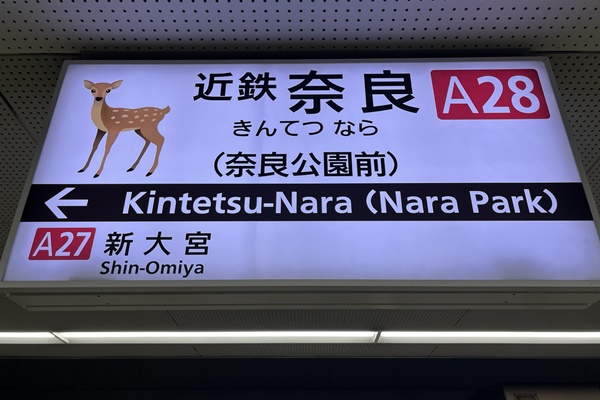 近鉄 奈良 A28
きんてつ なら
(奈良公園前)
← Kintetsu-Nara (Nara Park)
A27 新大宮
Shin-Omiya